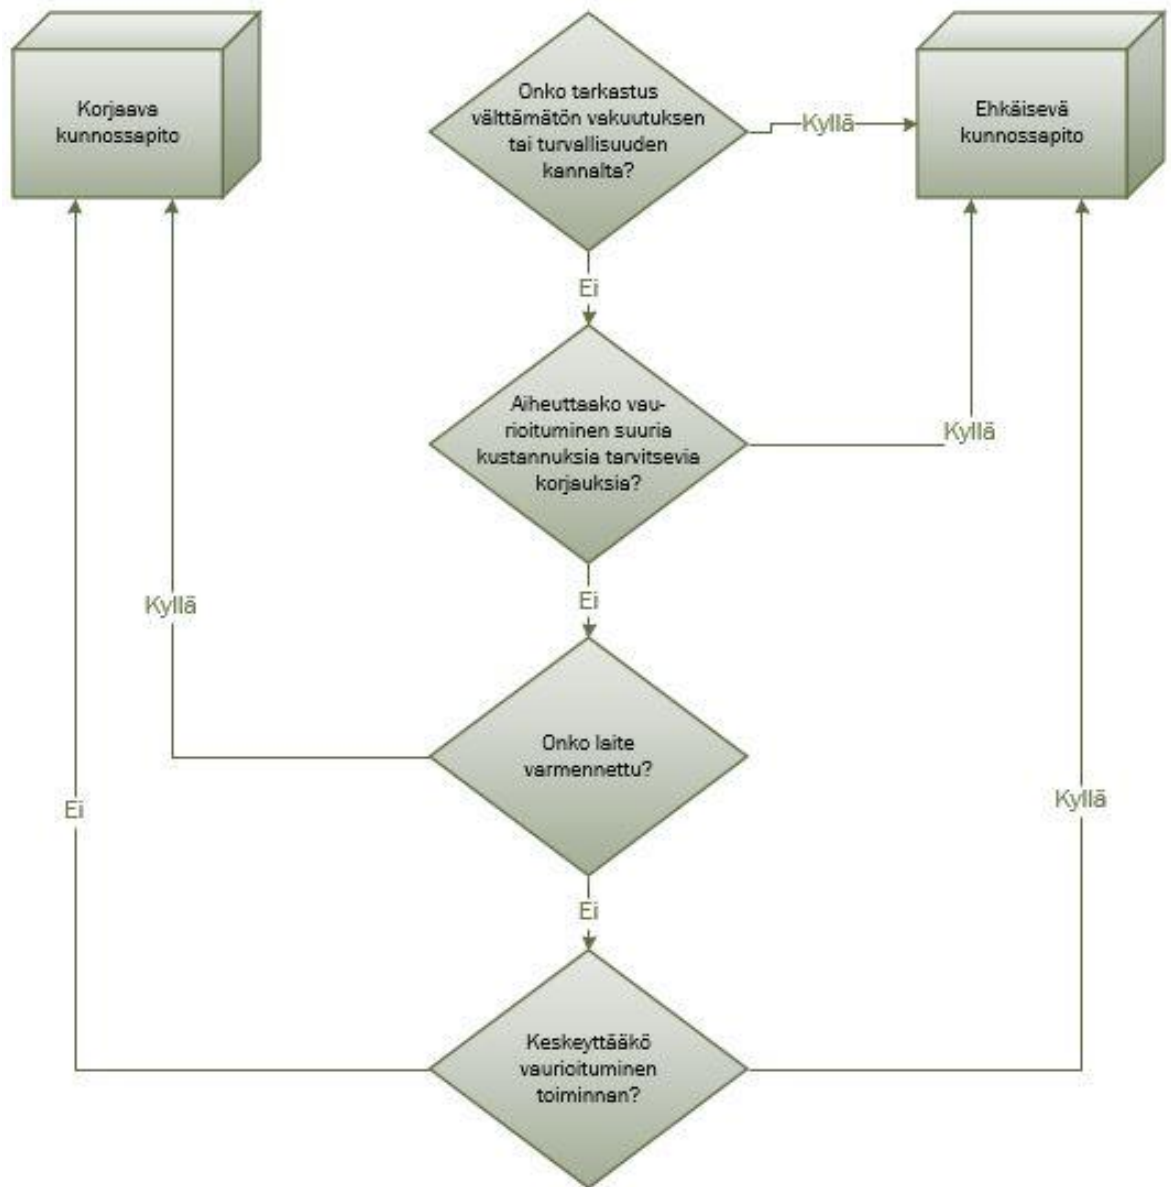 Korjaava
kunnossapito
Onko tarkastus
välttämätön vakuutuksen
tai turvallisuuden
kannalta?
Kyllä
Ehkäisevä
kunnossapito
Ei
Aiheuttaako vau-
rioituminen suuria
kustannuksia tarvitsevia
korjauksia?
Kyllä
Ei
Kyllä
Onko laite
varmennettu?
Ei
Kyllä
Ei
Keskeyttääkö
vaurioituminen
toiminnan?